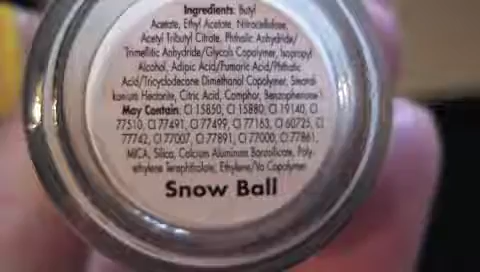 Ingredients: Butyl
Acetate, Ethyl Acetate, Nitrocellulose,
Acetyl Tributyl Citrate, Phthalic Anhydride/
Trimellitic Anhydride/Glycols Copolymer, Isopropyl
Alcohol, Adipic Acid/Fumaric Acid/Phthalic
Acid/Tricyclodecane Dimethanol Copolymer, Stearal-
konium Hectorite, Citric Acid, Camphor, Benzophenone-1
May Contain: CI 15850, CI 15880, CI 19140, CI
77510, CI 77491, CI 77499, CI 77163, CI 60725, CI
77742, CI 77007, CI 77891, CI 77000, CI 77861,
MICA, Silica, Calcium Aluminum Borosilicate, Poly-
ethylene Teraphtalate, Ethylene/Va Copolymer
Snow Ball